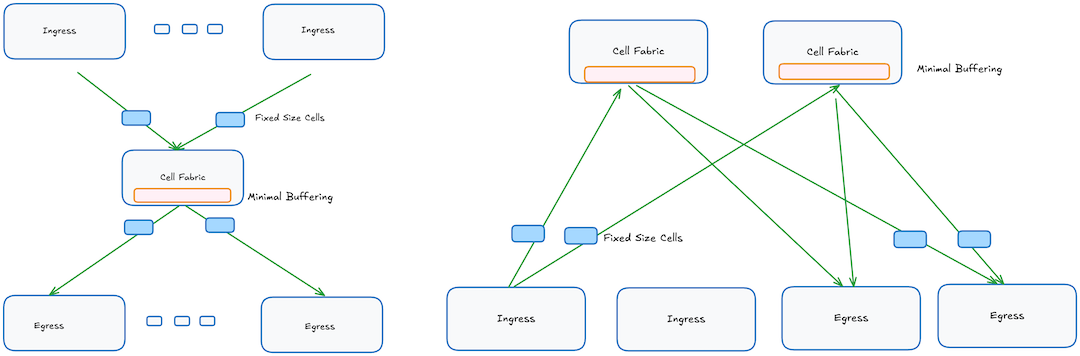 Ingress
Ingress
Fixed Size Cells
Cell Fabric
Minimal Buffering
Egress
Egress
Cell Fabric
Cell Fabric
Minimal Buffering
Fixed Size Cells
Ingress
Ingress
Egress
Egress